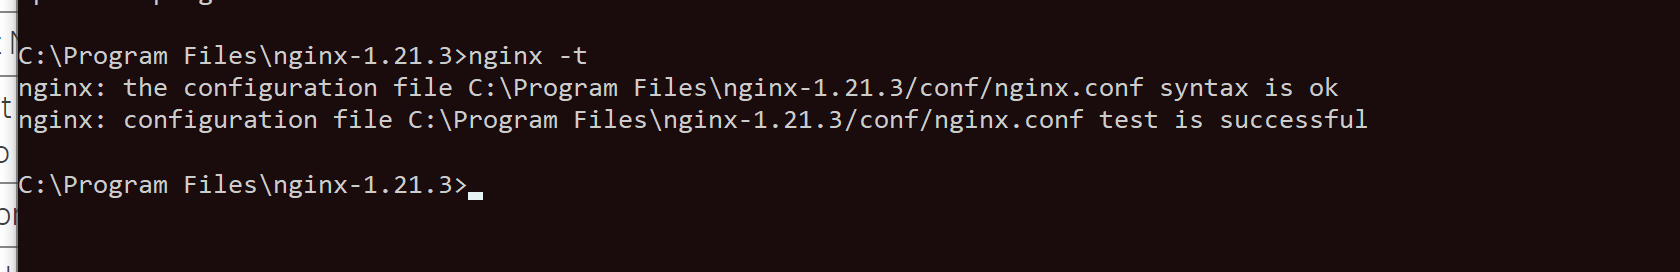 C:\Program Files\nginx-1.21.3>nginx -t
nginx: the configuration file C:\Program Files\nginx-1.21.3/conf/nginx.conf syntax is ok
nginx: configuration file C:\Program Files\nginx-1.21.3/conf/nginx.conf test is successful
C:\Program Files\nginx-1.21.3>